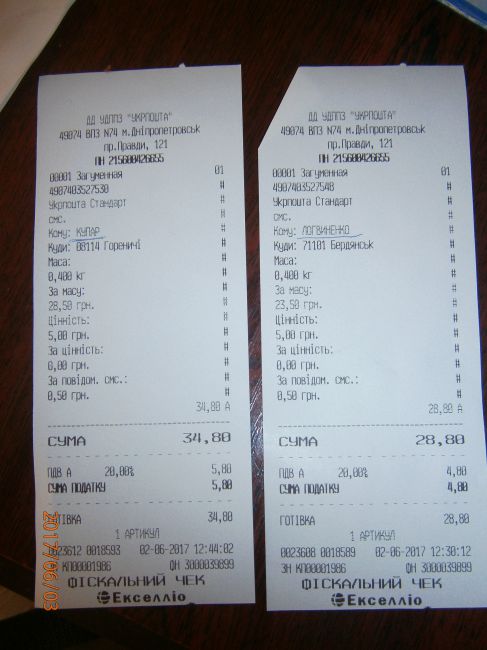 ДД УДППЗ "УКРПОШТА"
49074 ВПЗ N74 м.Дніпропетровськ
пр.Правди, 121
ПН 215600426655
00001 Загуменная 01
4907403527530 #
Укрпошта Стандарт #
смс. #
Кому: КУПАР #
Куди: 08114 Гореничі #
Маса: #
0,400 кг #
За масу: #
28,50 грн. #
Цінність: #
5,00 грн. #
За цінність: #
0,00 грн. #
За повідом. смс.: #
0,50 грн. #
34,80 А
СУМА 34,80
ПДВ А 20,00% 5,80
СУМА ПОДАТКУ 5,80
ГОТІВКА 34,80
1 АРТИКУЛ
0023612 0018593 02-06-2017 12:44:02
ЗН КП00001986 ФН 3000039899
ФІСКАЛЬНИЙ ЧЕК
Екселліо
ДД УДППЗ "УКРПОШТА"
49074 ВПЗ N74 м.Дніпропетровськ
пр.Правди, 121
ПН 215600426655
00001 Загуменная 01
4907403527548 #
Укрпошта Стандарт #
смс. #
Кому: ЛОГВИНЕНКО #
Куди: 71101 Бердянськ #
Маса: #
0,400 кг #
За масу: #
23,50 грн. #
Цінність: #
5,00 грн. #
За цінність: #
0,00 грн. #
За повідом. смс.: #
0,50 грн. #
28,80 А
СУМА 28,80
ПДВ А 20,00% 4,80
СУМА ПОДАТКУ 4,80
ГОТІВКА 28,80
1 АРТИКУЛ
0023608 0018589 02-06-2017 12:30:12
ЗН КП00001986 ФН 3000039899
ФІСКАЛЬНИЙ ЧЕК
Екселліо
2017/06/03